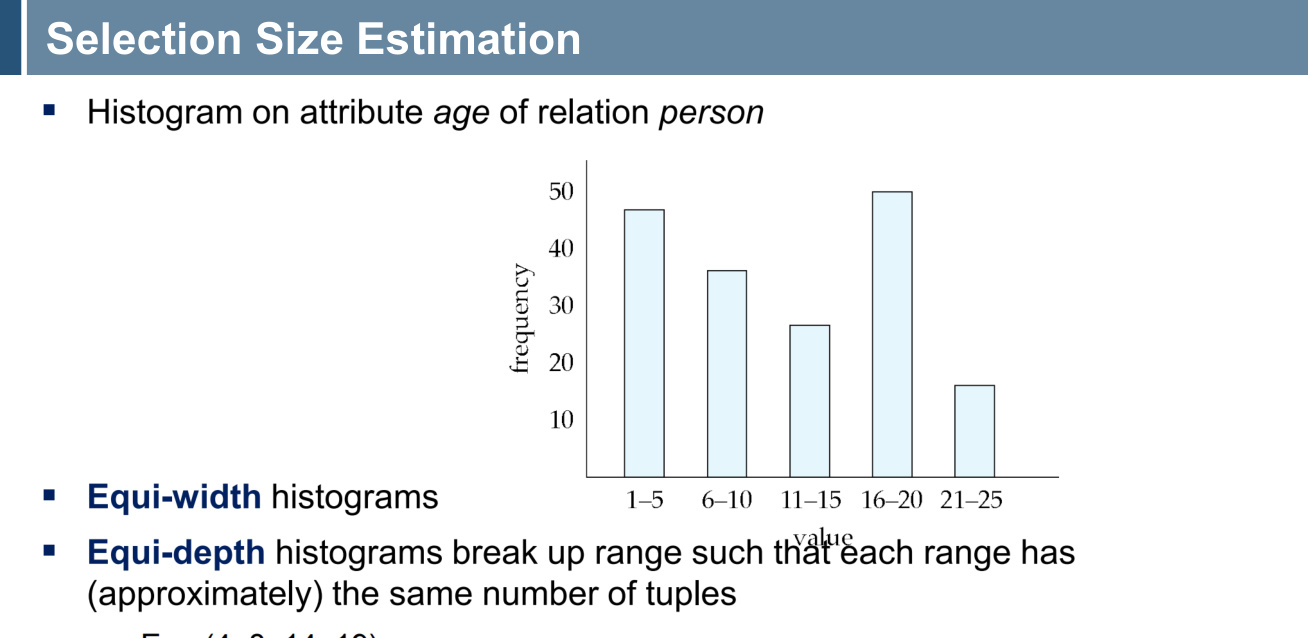 Selection Size Estimation
▪ Histogram on attribute age of relation person
50
40
30
20
10
frequency
1–5 6–10 11–15 16–20 21–25
value
▪ Equi-width histograms
▪ Equi-depth histograms break up range such that each range has
(approximately) the same number of tuples